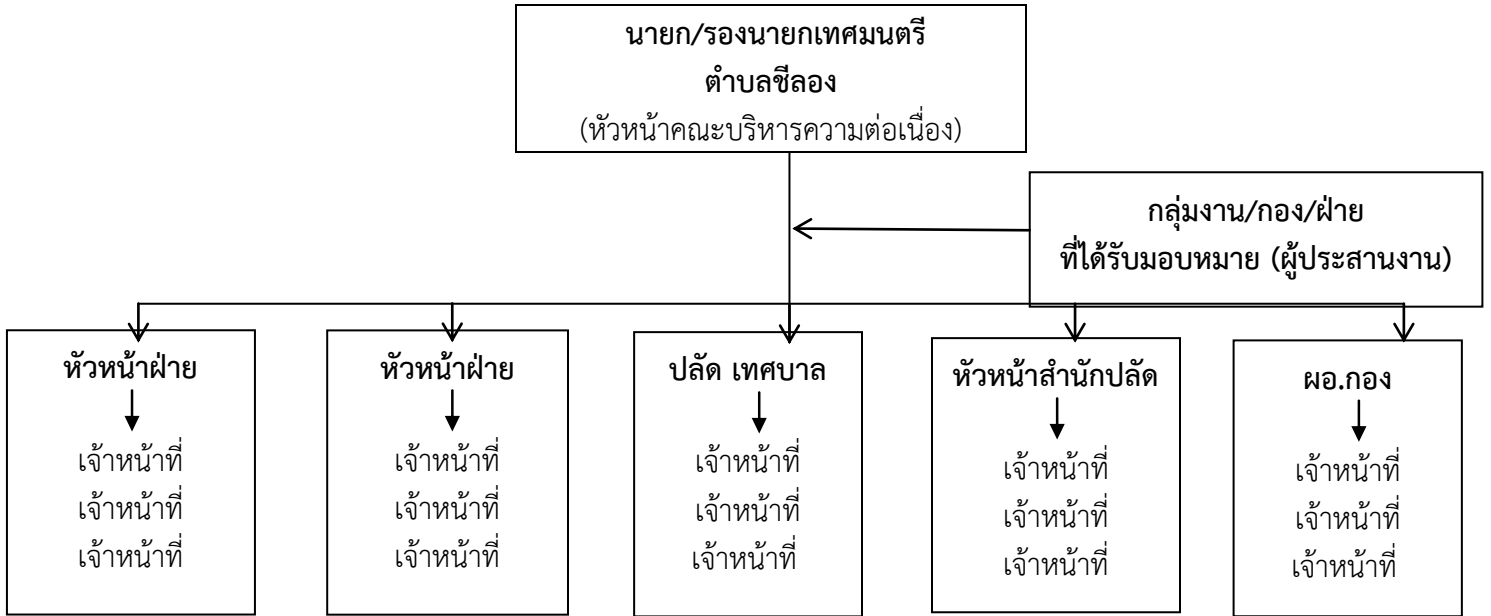 นายก/รองนายกเทศมนตรี
ตำบลชีลอง
(หัวหน้าคณะบริหารความต่อเนื่อง)
กลุ่มงาน/กอง/ฝ่าย
ที่ได้รับมอบหมาย (ผู้ประสานงาน)
หัวหน้าฝ่าย
เจ้าหน้าที่
เจ้าหน้าที่
เจ้าหน้าที่
หัวหน้าฝ่าย
เจ้าหน้าที่
เจ้าหน้าที่
เจ้าหน้าที่
ปลัด เทศบาล
เจ้าหน้าที่
เจ้าหน้าที่
เจ้าหน้าที่
หัวหน้าสำนักปลัด
เจ้าหน้าที่
เจ้าหน้าที่
เจ้าหน้าที่
ผอ.กอง
เจ้าหน้าที่
เจ้าหน้าที่
เจ้าหน้าที่